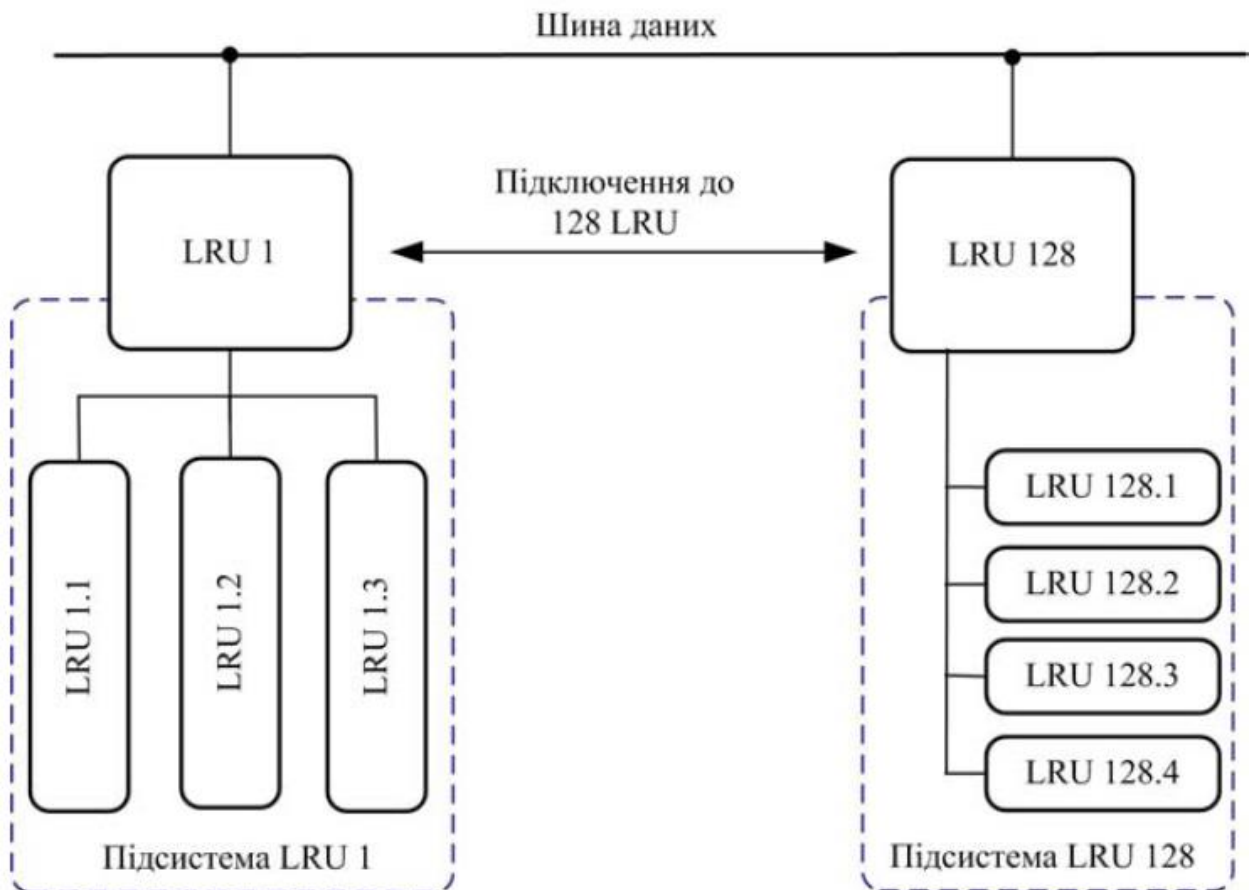 Шина даних
Підключення до
128 LRU
LRU 1
LRU 128
LRU 1.1
LRU 1.2
LRU 1.3
LRU 128.1
LRU 128.2
LRU 128.3
LRU 128.4
Підсистема LRU 1
Підсистема LRU 128